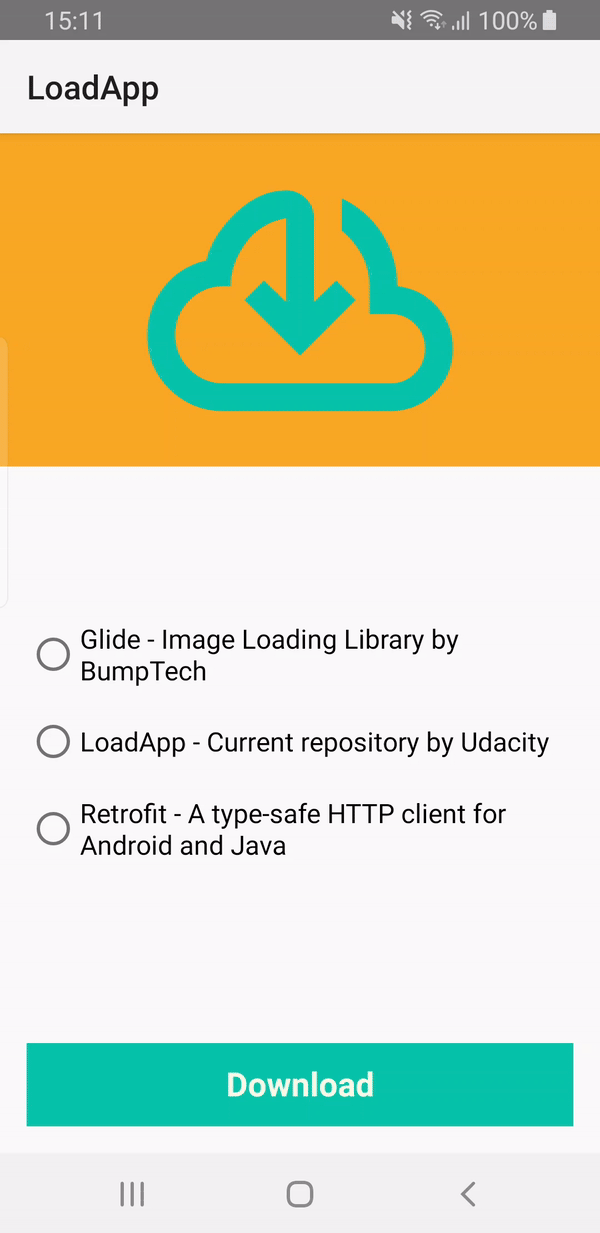 15:11 100%
LoadApp
Glide - Image Loading Library by
BumpTech
LoadApp - Current repository by Udacity
Retrofit - A type-safe HTTP client for
Android and Java
Download